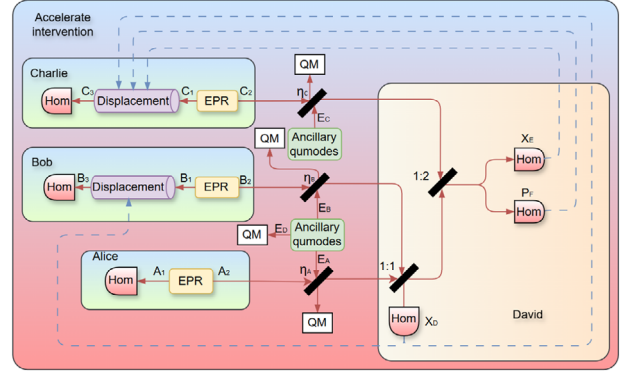 Accelerate
intervention
Charlie
Hom
C3
Displacement
C1
EPR
C2
QM
ηC
EC
Ancillary
qumodes
Bob
Hom
B3
Displacement
B1
EPR
B2
QM
ηB
EB
Ancillary
qumodes
ED
QM
EA
Alice
Hom
A1
EPR
A2
ηA
QM
1:1
1:2
Hom
XD
XE
Hom
PF
Hom
David